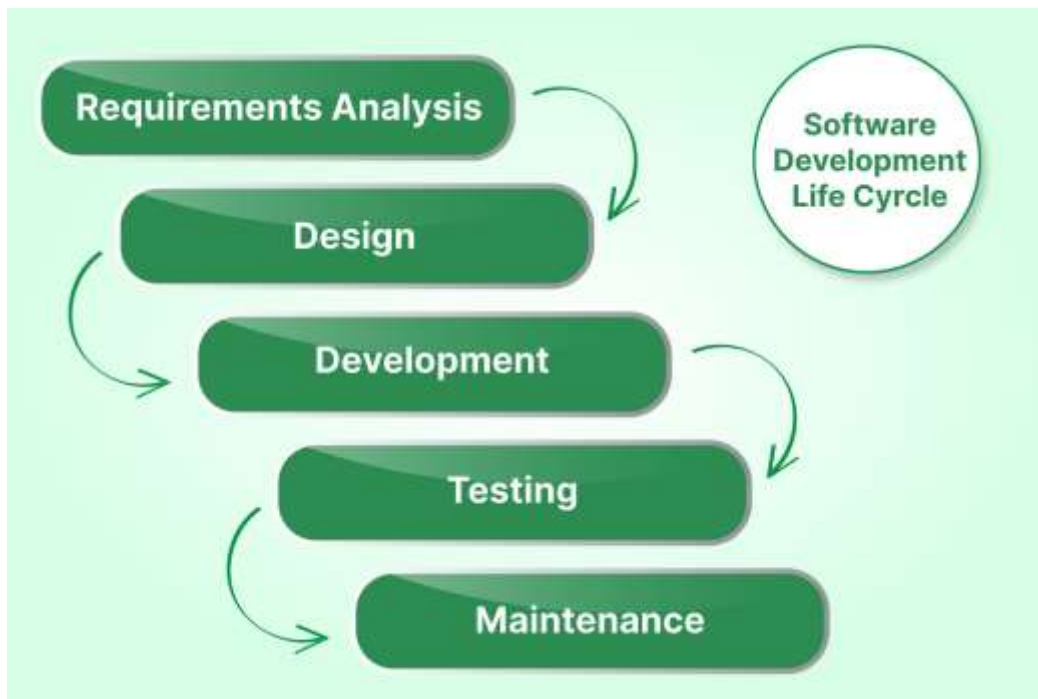 Requirements Analysis
Software
Development
Life Cyrcle
Design
Development
Testing
Maintenance